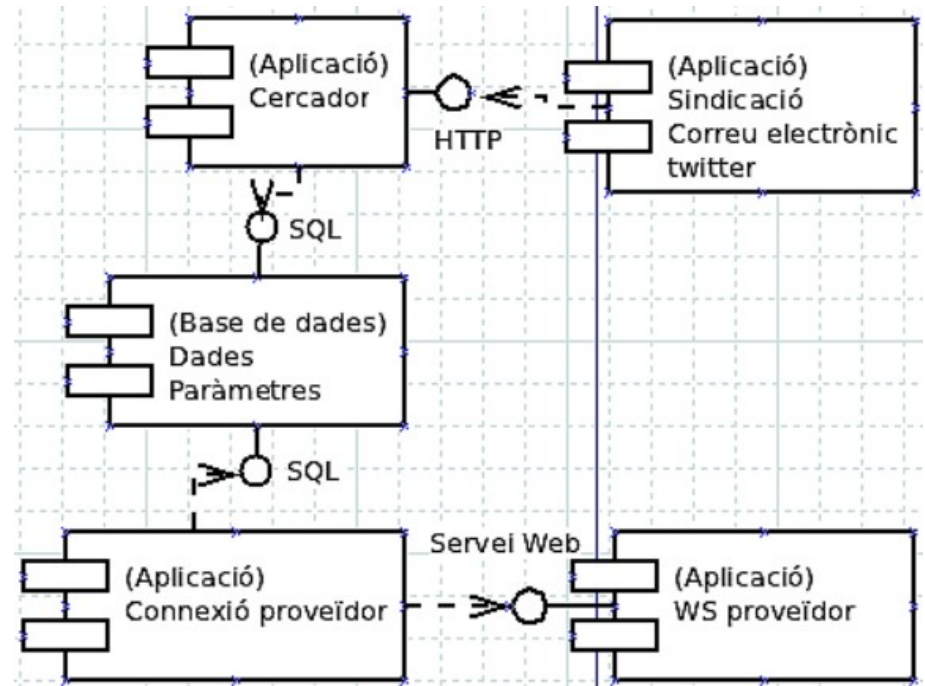 (Aplicació)
Cercador
HTTP
(Aplicació)
Sindicació
Correu electrònic
twitter
SQL
(Base de dades)
Dades
Paràmetres
SQL
(Aplicació)
Connexió proveïdor
Servei Web
(Aplicació)
WS proveïdor